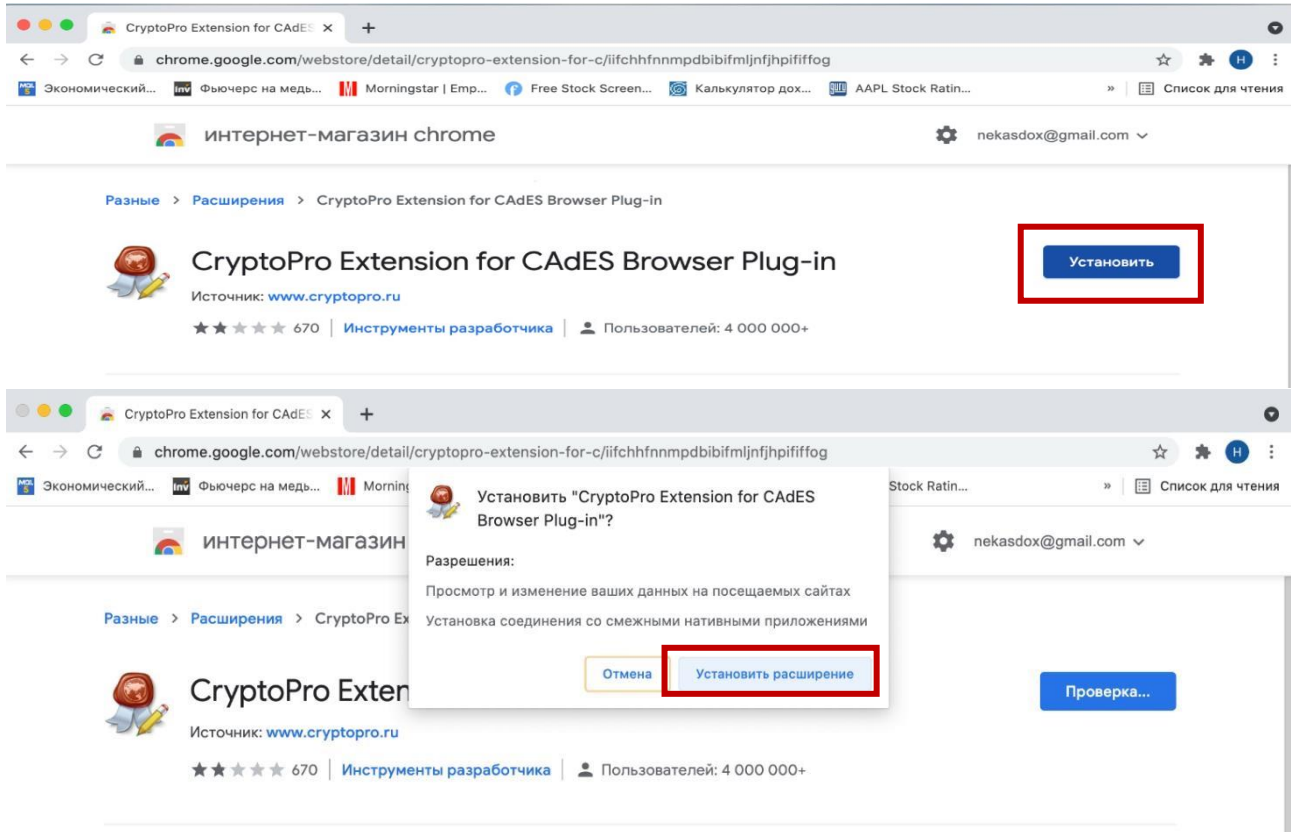 CryptoPro Extension for CAdES
chrome.google.com/webstore/detail/cryptopro-extension-for-c/iifchhfnnmpdbibifmljnfjhpififfog
H
Экономический... Inv Фьючерс на медь... Morningstar | Emp... Free Stock Screen... Калькулятор дох... AAPL Stock Ratin... » Список для чтения
интернет-магазин chrome
nekasdox@gmail.com
Разные > Расширения > CryptoPro Extension for CAdES Browser Plug-in
CryptoPro Extension for CAdES Browser Plug-in
Установить
Источник: www.cryptopro.ru
670 | Инструменты разработчика | Пользователей: 4 000 000+
CryptoPro Extension for CAdES
chrome.google.com/webstore/detail/cryptopro-extension-for-c/iifchhfnnmpdbibifmljnfjhpififfog
H
Экономический... Inv Фьючерс на медь... Morning Stock Ratin... » Список для чтения
Установить "CryptoPro Extension for CAdES
Browser Plug-in"?
интернет-магазин
nekasdox@gmail.com
Разрешения:
Просмотр и изменение ваших данных на посещаемых сайтах
Разные > Расширения > CryptoPro Ex
Установка соединения со смежными нативными приложениями
Отмена
Установить расширение
CryptoPro Exten
Проверка...
Источник: www.cryptopro.ru
670 | Инструменты разработчика | Пользователей: 4 000 000+